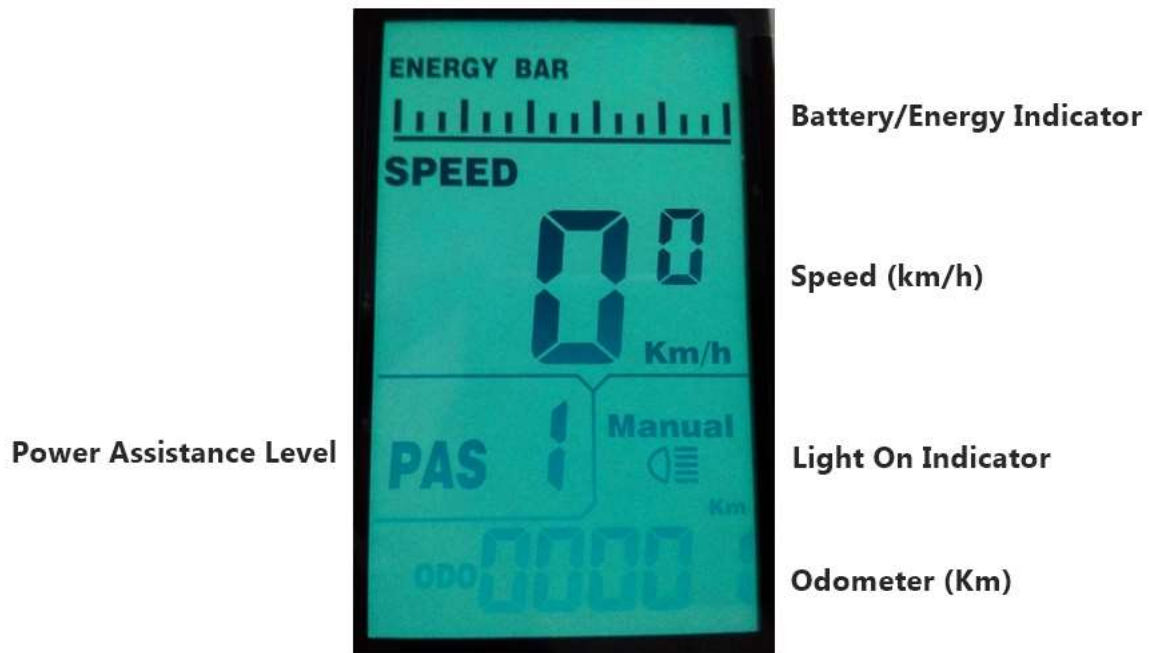 ENERGY BAR
Battery/Energy Indicator
SPEED
0 0
Speed (km/h)
Km/h
Manual
Power Assistance Level
PAS 1
Light On Indicator
Km
ODO 0000
Odometer (Km)